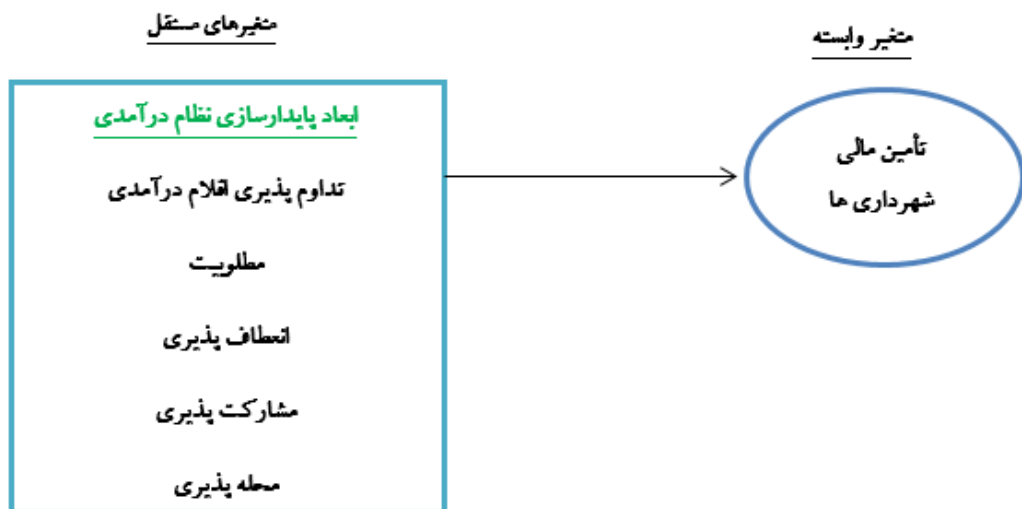 متغیرهای مستقل
متغیر وابسته
ابعاد پایدارسازی نظام درآمدی
تداوم پذیری اقلام درآمدی
مطلوبیت
انعطاف پذیری
مشارکت پذیری
محله پذیری
تأمین مالی
شهرداری ها